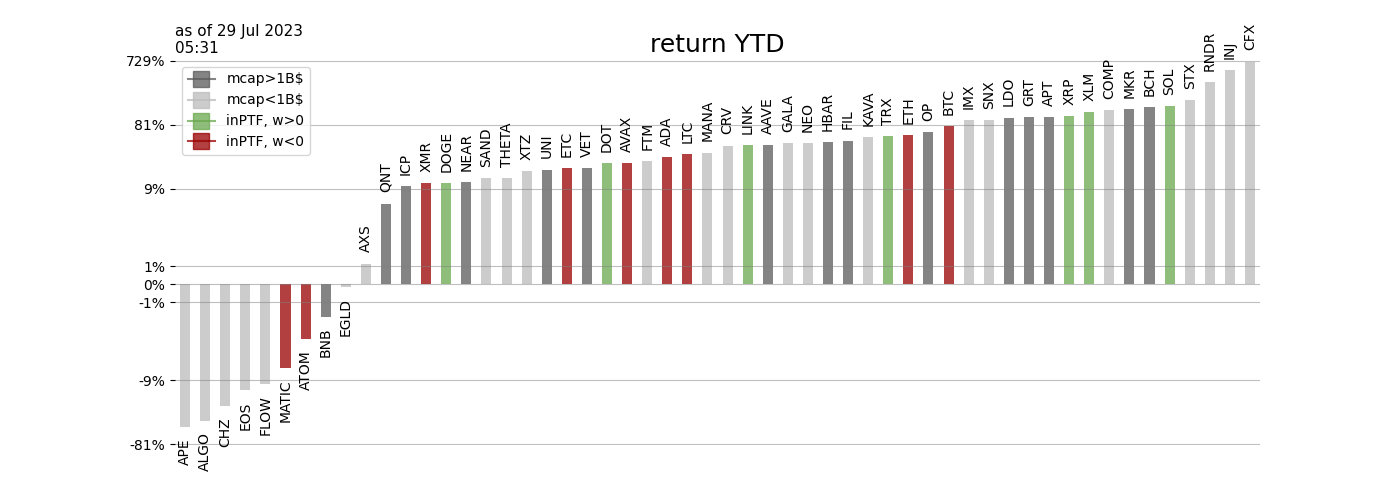 as of 29 Jul 2023
05:31
return YTD
729%
81%
9%
1%
0%
-1%
-9%
-81%
mcap>1B$
mcap<1B$
inPTF, w>0
inPTF, w<0
APE
ALGO
CHZ
EOS
FLOW
MATIC
ATOM
BNB
EGLD
AXS
QNT
ICP
XMR
DOGE
NEAR
SAND
THETA
XTZ
UNI
ETC
VET
DOT
AVAX
FTM
ADA
LTC
MANA
CRV
LINK
AAVE
GALA
NEO
HBAR
FIL
KAVA
TRX
ETH
OP
BTC
IMX
SNX
LDO
GRT
APT
XRP
XLM
COMP
MKR
BCH
SOL
STX
RNDR
INJ
CFX